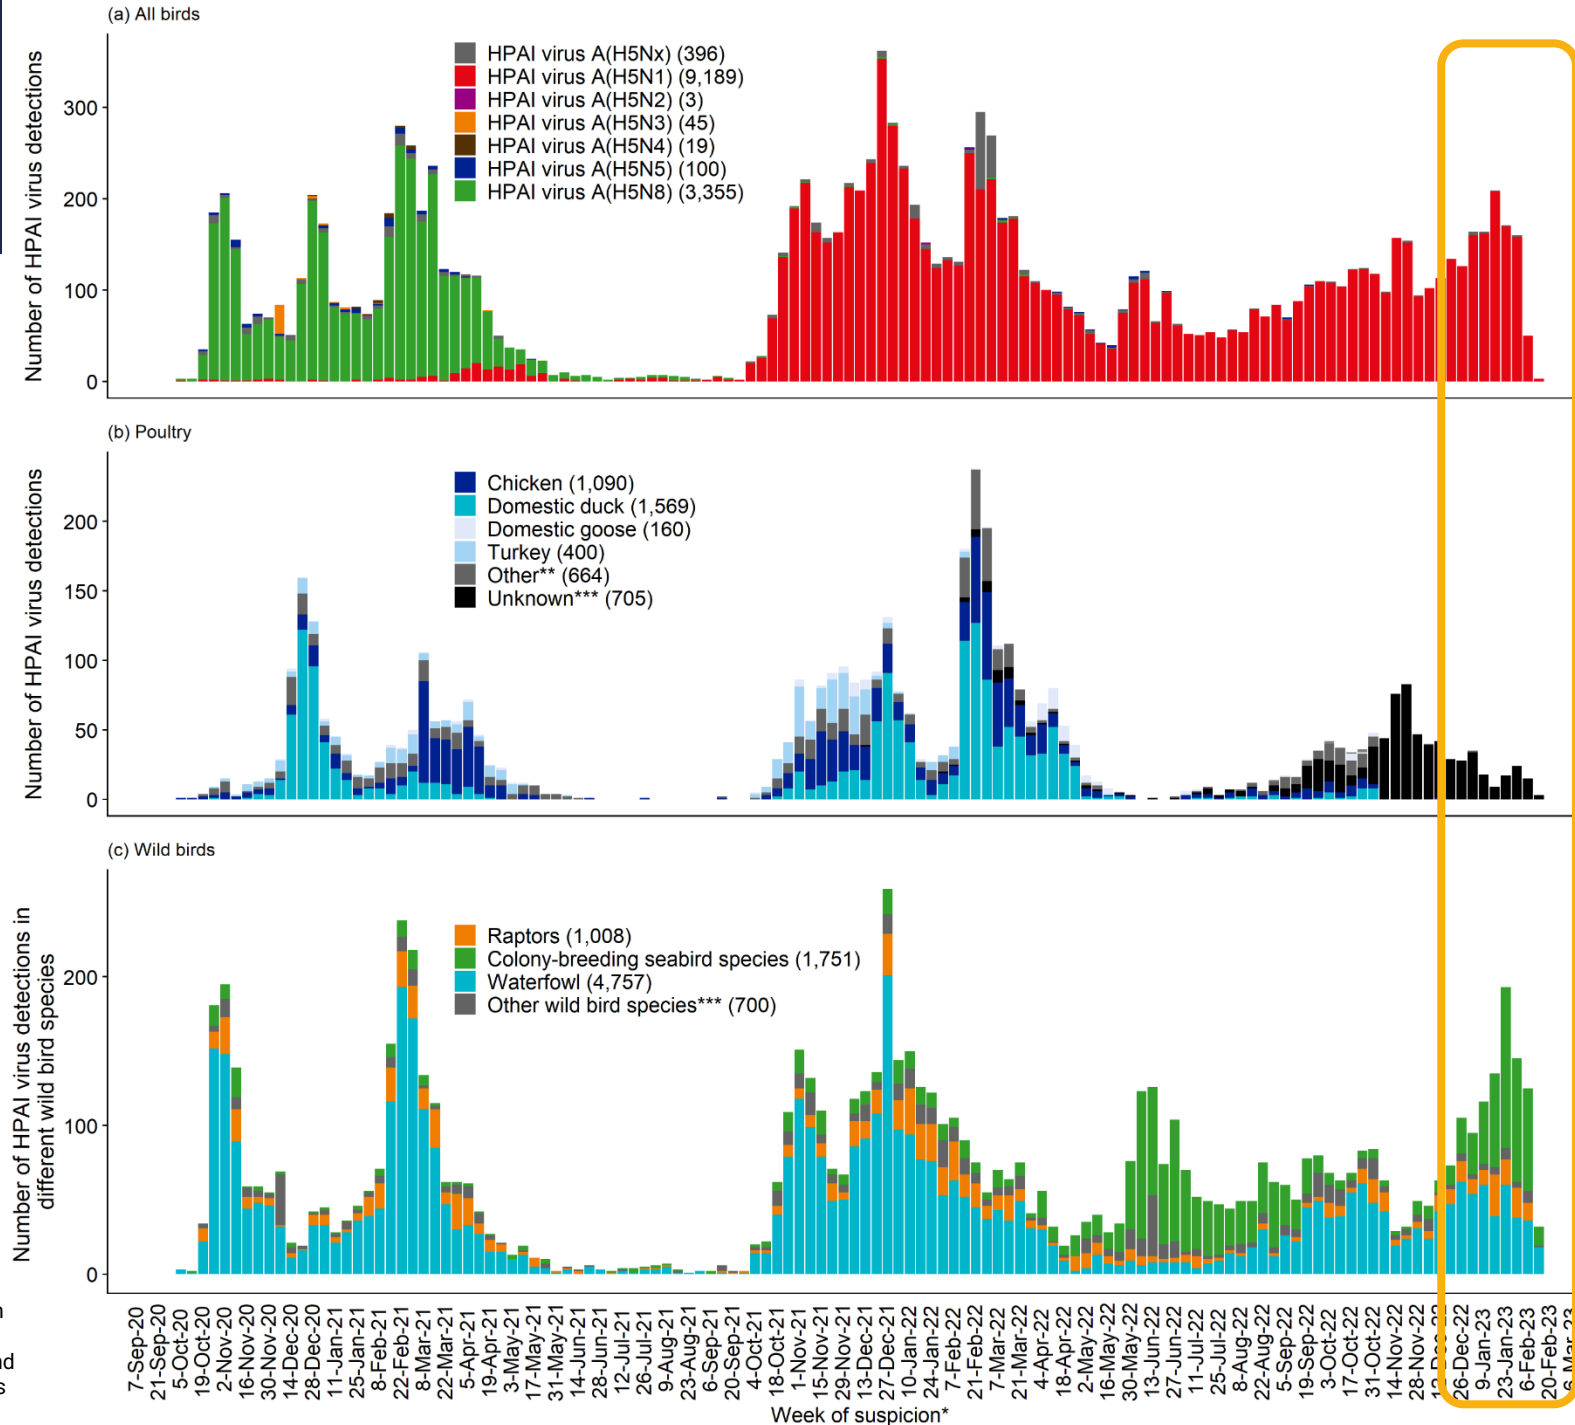 (a) All birds
Number of HPAI virus detections
300
200
100
0
HPAI virus A(H5Nx) (396)
HPAI virus A(H5N1) (9,189)
HPAI virus A(H5N2) (3)
HPAI virus A(H5N3) (45)
HPAI virus A(H5N4) (19)
HPAI virus A(H5N5) (100)
HPAI virus A(H5N8) (3,355)
(b) Poultry
Number of HPAI virus detections
200
150
100
50
0
Chicken (1,090)
Domestic duck (1,569)
Domestic goose (160)
Turkey (400)
Other** (664)
Unknown*** (705)
(c) Wild birds
Number of HPAI virus detections in
different wild bird species
200
100
0
Raptors (1,008)
Colony-breeding seabird species (1,751)
Waterfowl (4,757)
Other wild bird species*** (700)
7-Sep-20
21-Sep-20
5-Oct-20
19-Oct-20
2-Nov-20
16-Nov-20
30-Nov-20
14-Dec-20
28-Dec-20
11-Jan-21
25-Jan-21
8-Feb-21
22-Feb-21
8-Mar-21
22-Mar-21
5-Apr-21
19-Apr-21
3-May-21
17-May-21
31-May-21
14-Jun-21
28-Jun-21
12-Jul-21
26-Jul-21
9-Aug-21
23-Aug-21
6-Sep-21
20-Sep-21
4-Oct-21
18-Oct-21
1-Nov-21
15-Nov-21
29-Nov-21
13-Dec-21
27-Dec-21
10-Jan-22
24-Jan-22
7-Feb-22
21-Feb-22
7-Mar-22
21-Mar-22
4-Apr-22
18-Apr-22
2-May-22
16-May-22
30-May-22
13-Jun-22
27-Jun-22
11-Jul-22
25-Jul-22
8-Aug-22
22-Aug-22
5-Sep-22
19-Sep-22
3-Oct-22
17-Oct-22
31-Oct-22
14-Nov-22
28-Nov-22
12-Dec-22
26-Dec-22
9-Jan-23
23-Jan-23
6-Feb-23
20-Feb-23
6-Mar-23
Week of suspicion*